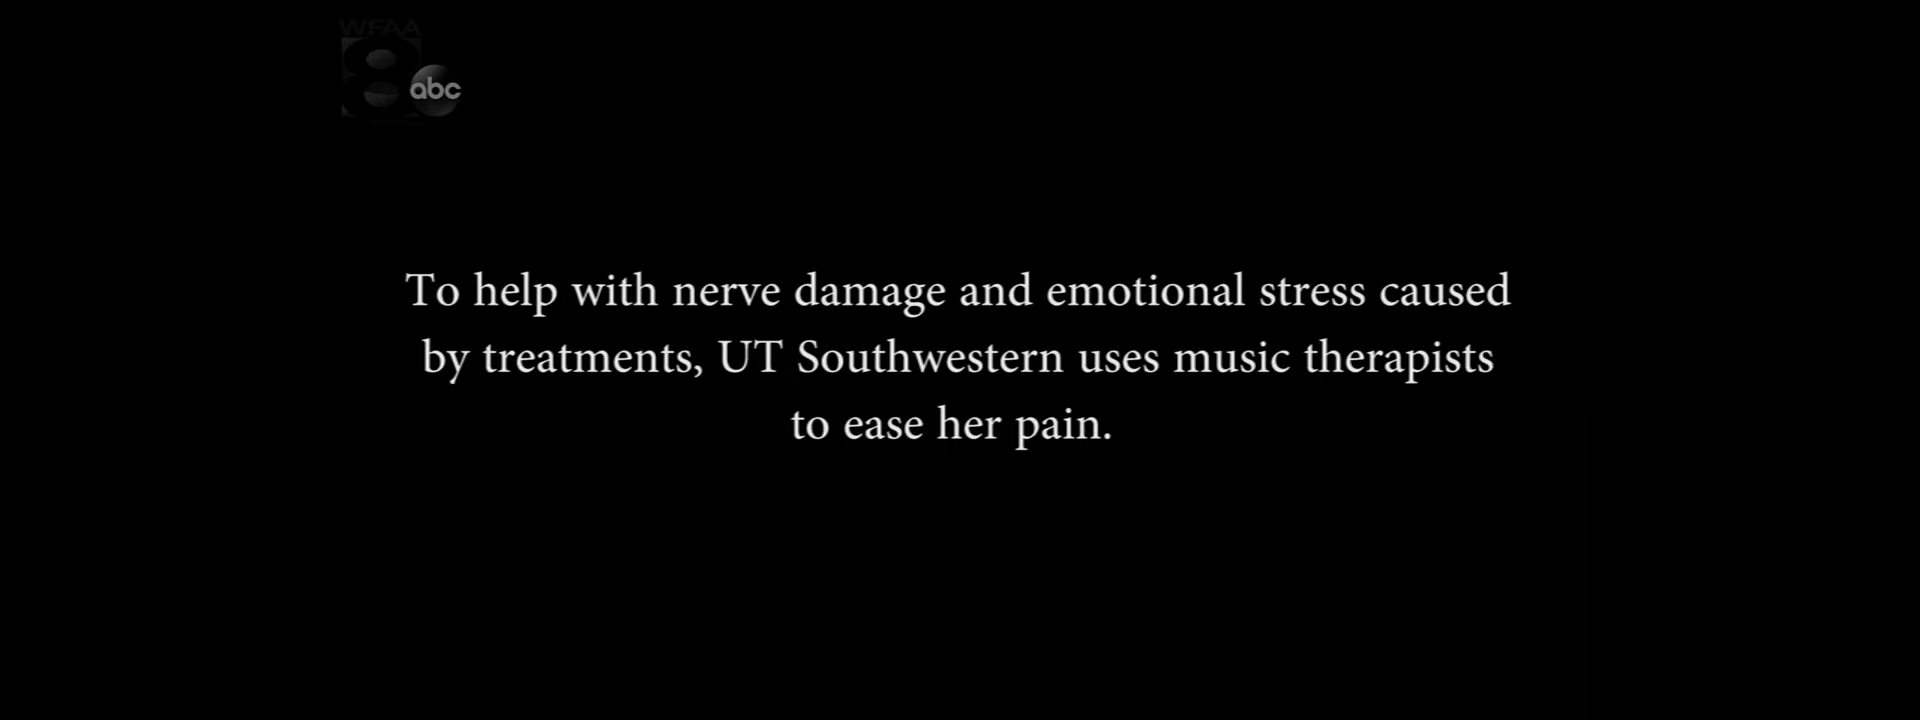 WFAA
8
abc
To help with nerve damage and emotional stress caused
by treatments, UT Southwestern uses music therapists
to ease her pain.